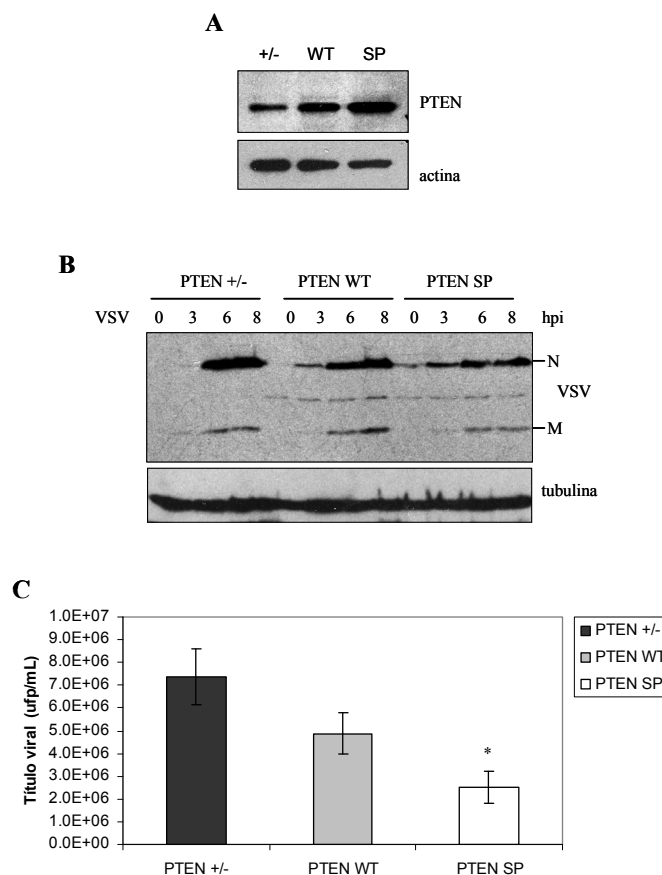 A
+/- WT SP
PTEN
actina
B
PTEN +/- PTEN WT PTEN SP
VSV 0 3 6 8 0 3 6 8 0 3 6 8 hpi
N
VSV
M
tubulina
C
1.0E+07
9.0E+06
8.0E+06
7.0E+06
6.0E+06
5.0E+06
4.0E+06
3.0E+06
2.0E+06
1.0E+06
0.0E+00
Título viral (ufp/mL)
*
PTEN +/- PTEN WT PTEN SP
PTEN +/-
PTEN WT
PTEN SP